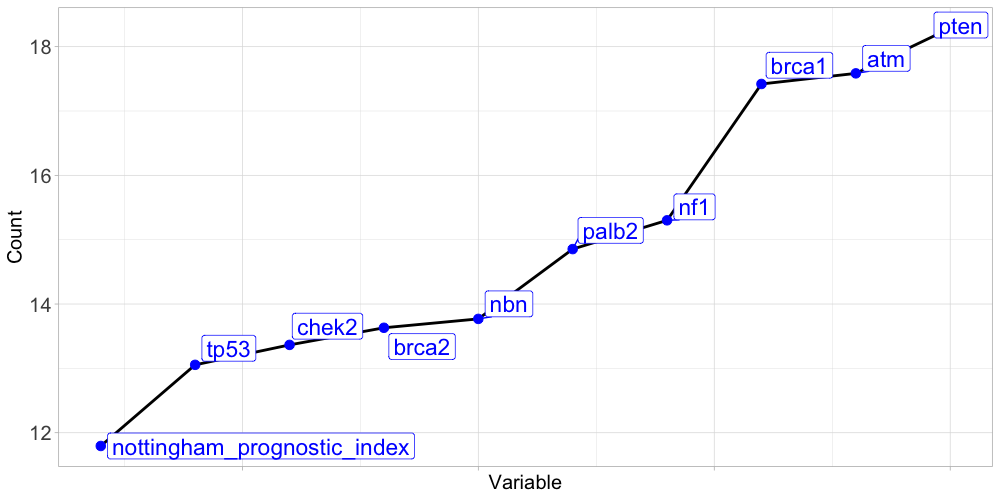 18
16
14
12
Count
pten
atm
brca1
nf1
palb2
nbn
chek2
brca2
tp53
nottingham_prognostic_index
Variable